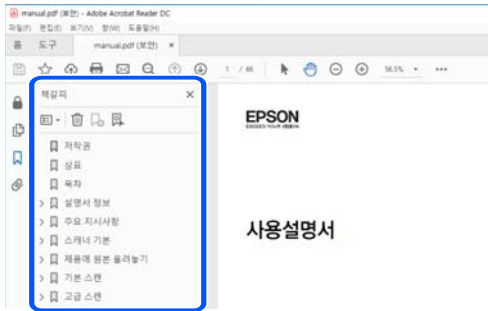 manual.pdf (보안) - Adobe Acrobat Reader DC
파일(F) 편집(E) 보기(V) 창(W) 도움말(H)
홈 도구 manual.pdf (보안) ×
1 / 66 56.5%
책갈피 ×
저작권
상표
목차
설명서 정보
주요 지시사항
스캐너 기본
제품에 원본 올려놓기
기본 스캔
고급 스캔
EPSON
EXCEED YOUR VISION
사용설명서